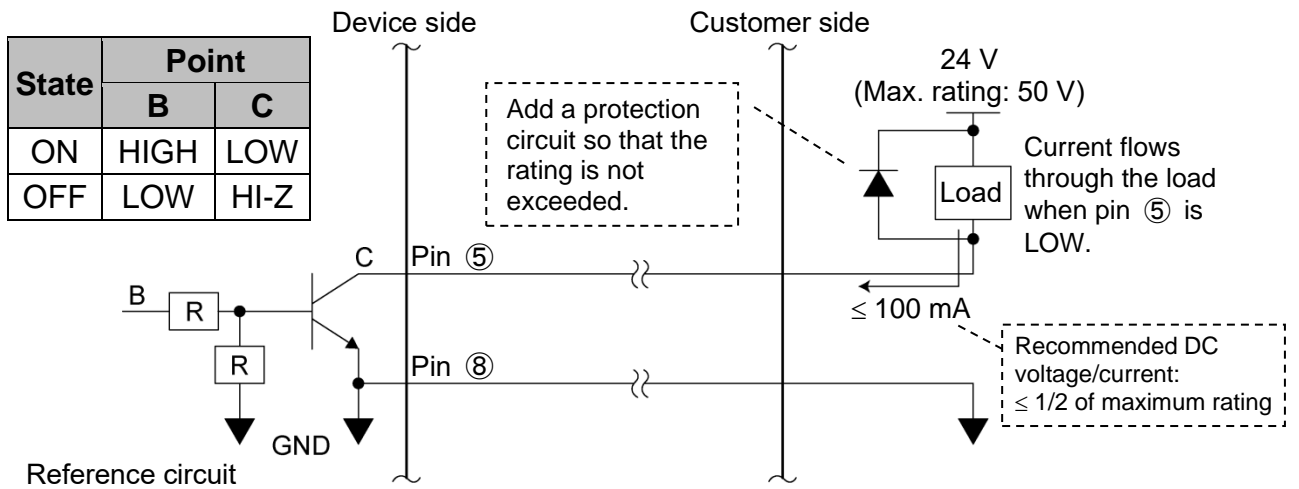 Device side
Customer side
State
Point
B
C
ON
HIGH
LOW
OFF
LOW
HI-Z
Add a protection
circuit so that the
rating is not
exceeded.
24 V
(Max. rating: 50 V)
Load
Current flows
through the load
when pin ⑤ is
LOW.
C
Pin ⑤
B
R
R
≤ 100 mA
Pin ⑧
Recommended DC
voltage/current:
≤ 1/2 of maximum rating
GND
Reference circuit